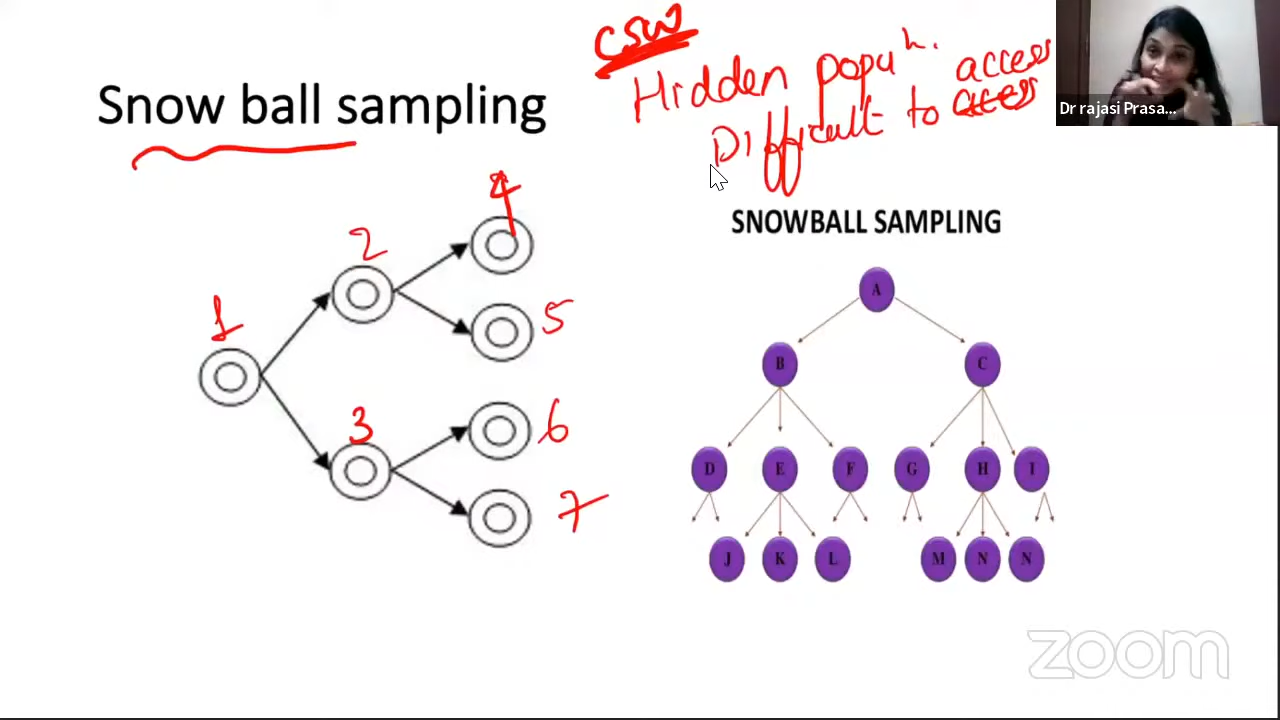 CSW
Hidden popuⁿ.
Difficult to access
access
Dr rajasi Prasa...
Snow ball sampling
1
2
3
4
5
6
7
SNOWBALL SAMPLING
A
B C
D E F G H I
J K L M N N
zoom